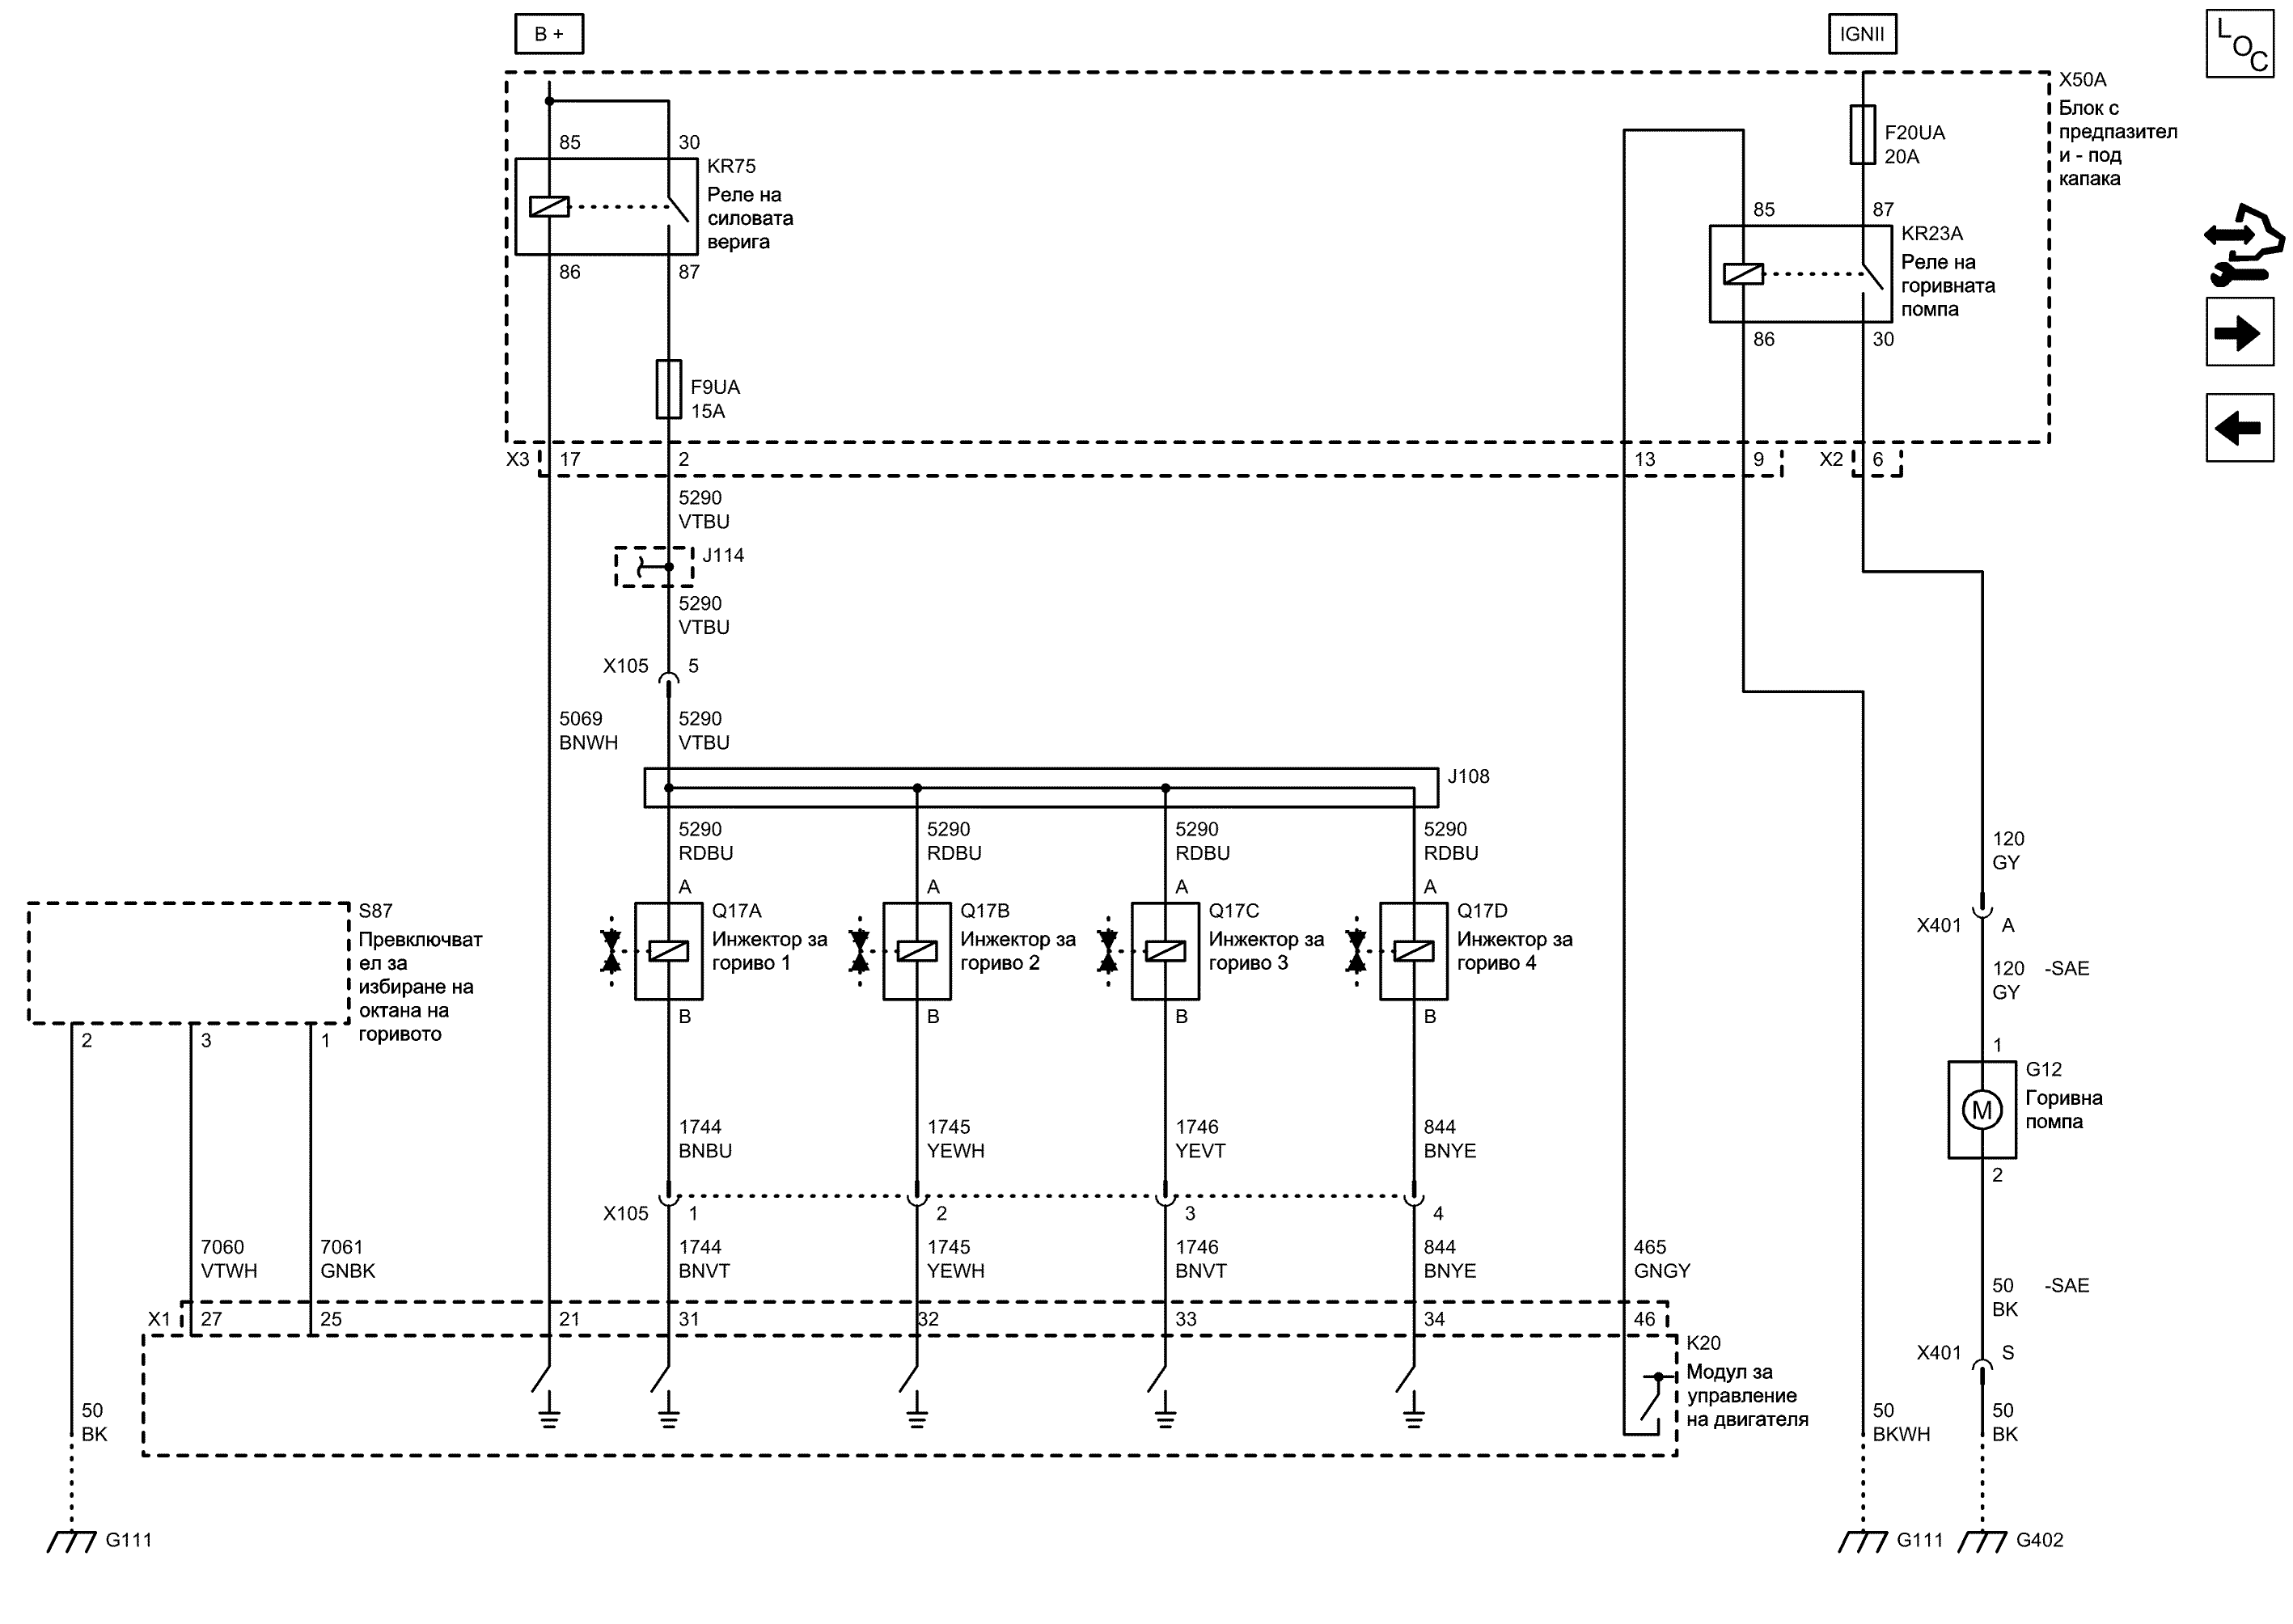 B +
IGNII
LOC
X50A
Блок с
предпазител
и - под
капака
85
30
KR75
Реле на
силовата
верига
86
87
F9UA
15A
F20UA
20A
85
87
KR23A
Реле на
горивната
помпа
86
30
X3
17
2
13
9
X2
6
5290
VTBU
J114
5290
VTBU
X105
5
5069
BNWH
5290
VTBU
J108
5290
RDBU
5290
RDBU
5290
RDBU
5290
RDBU
120
GY
A
A
A
A
S87
Превключват
ел за
избиране на
октана на
горивото
Q17A
Инжектор за
гориво 1
Q17B
Инжектор за
гориво 2
Q17C
Инжектор за
гориво 3
Q17D
Инжектор за
гориво 4
X401
A
120 -SAE
GY
B
B
B
B
2
3
1
1
G12
Горивна
помпа
M
2
1744
BNBU
1745
YEWH
1746
YEVT
844
BNYE
X105
1
2
3
4
7060
VTWH
7061
GNBK
1744
BNVT
1745
YEWH
1746
BNVT
844
BNYE
465
GNGY
50 -SAE
BK
X1
27
25
21
31
32
33
34
46
K20
Модул за
управление
на двигателя
X401
S
50
BK
50
BKWH
50
BK
G111
G111
G402